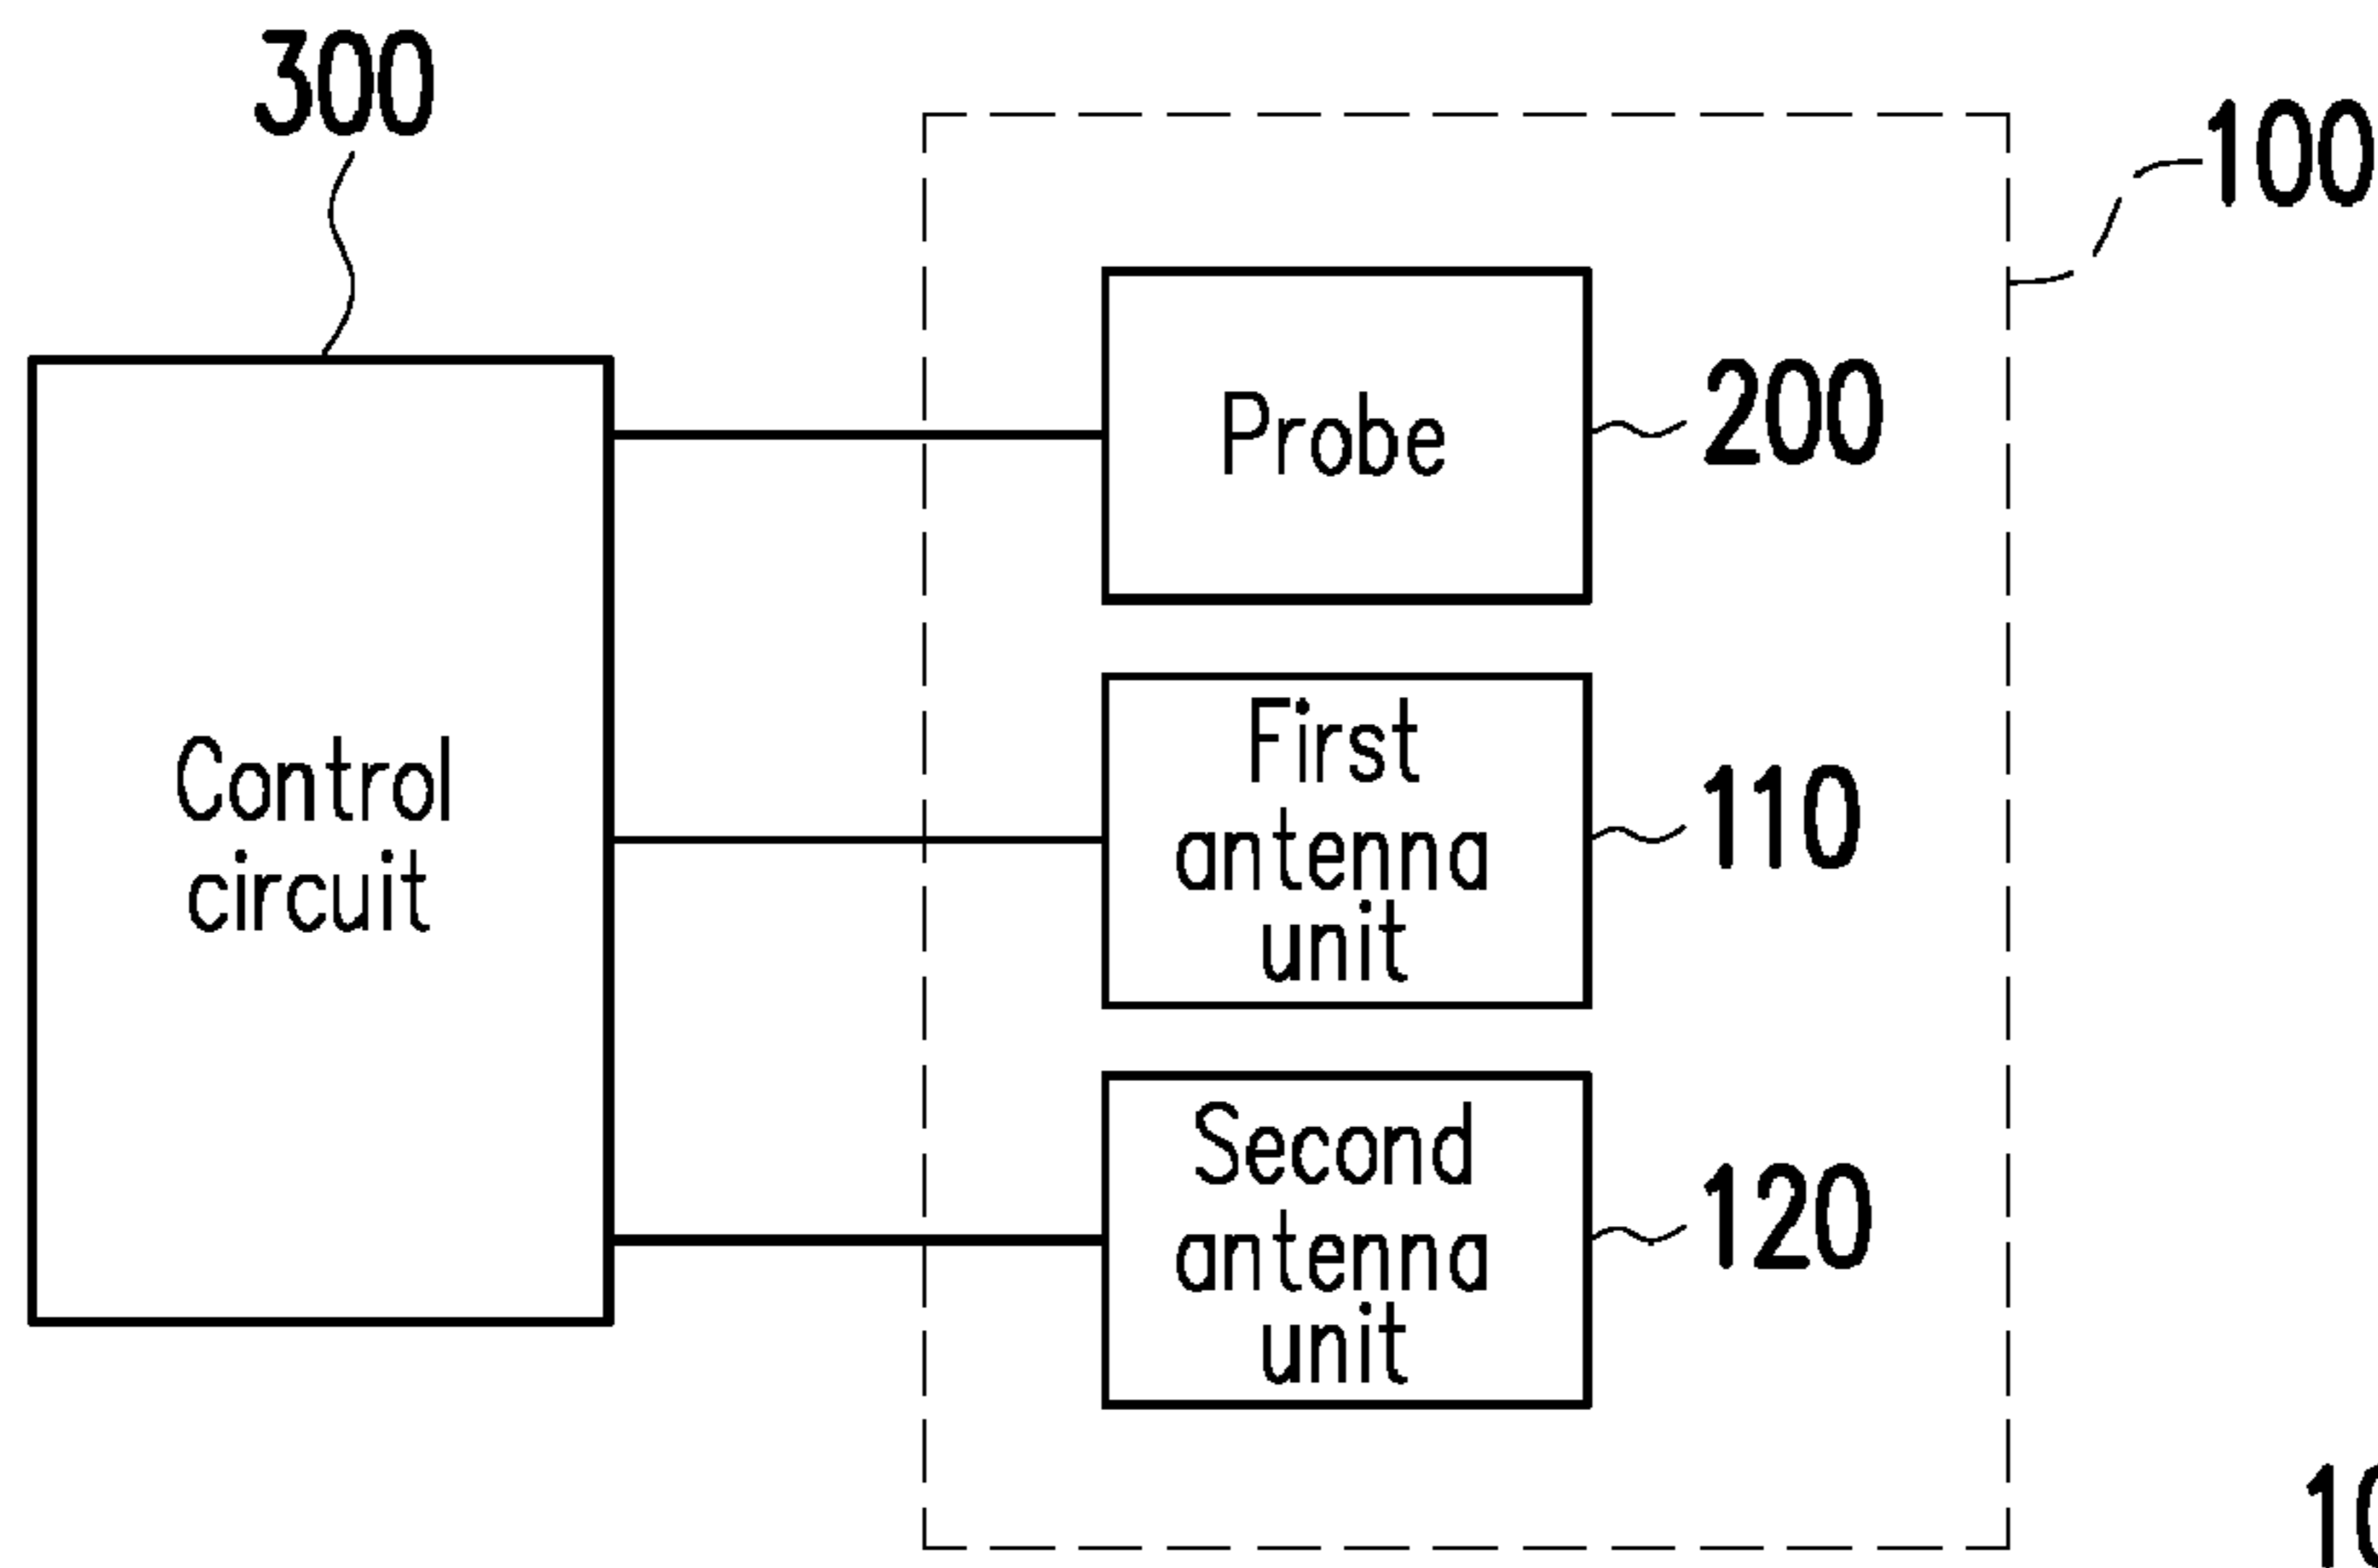 300
100
Probe
200
Control
circuit
First
antenna
unit
110
Second
antenna
unit
120